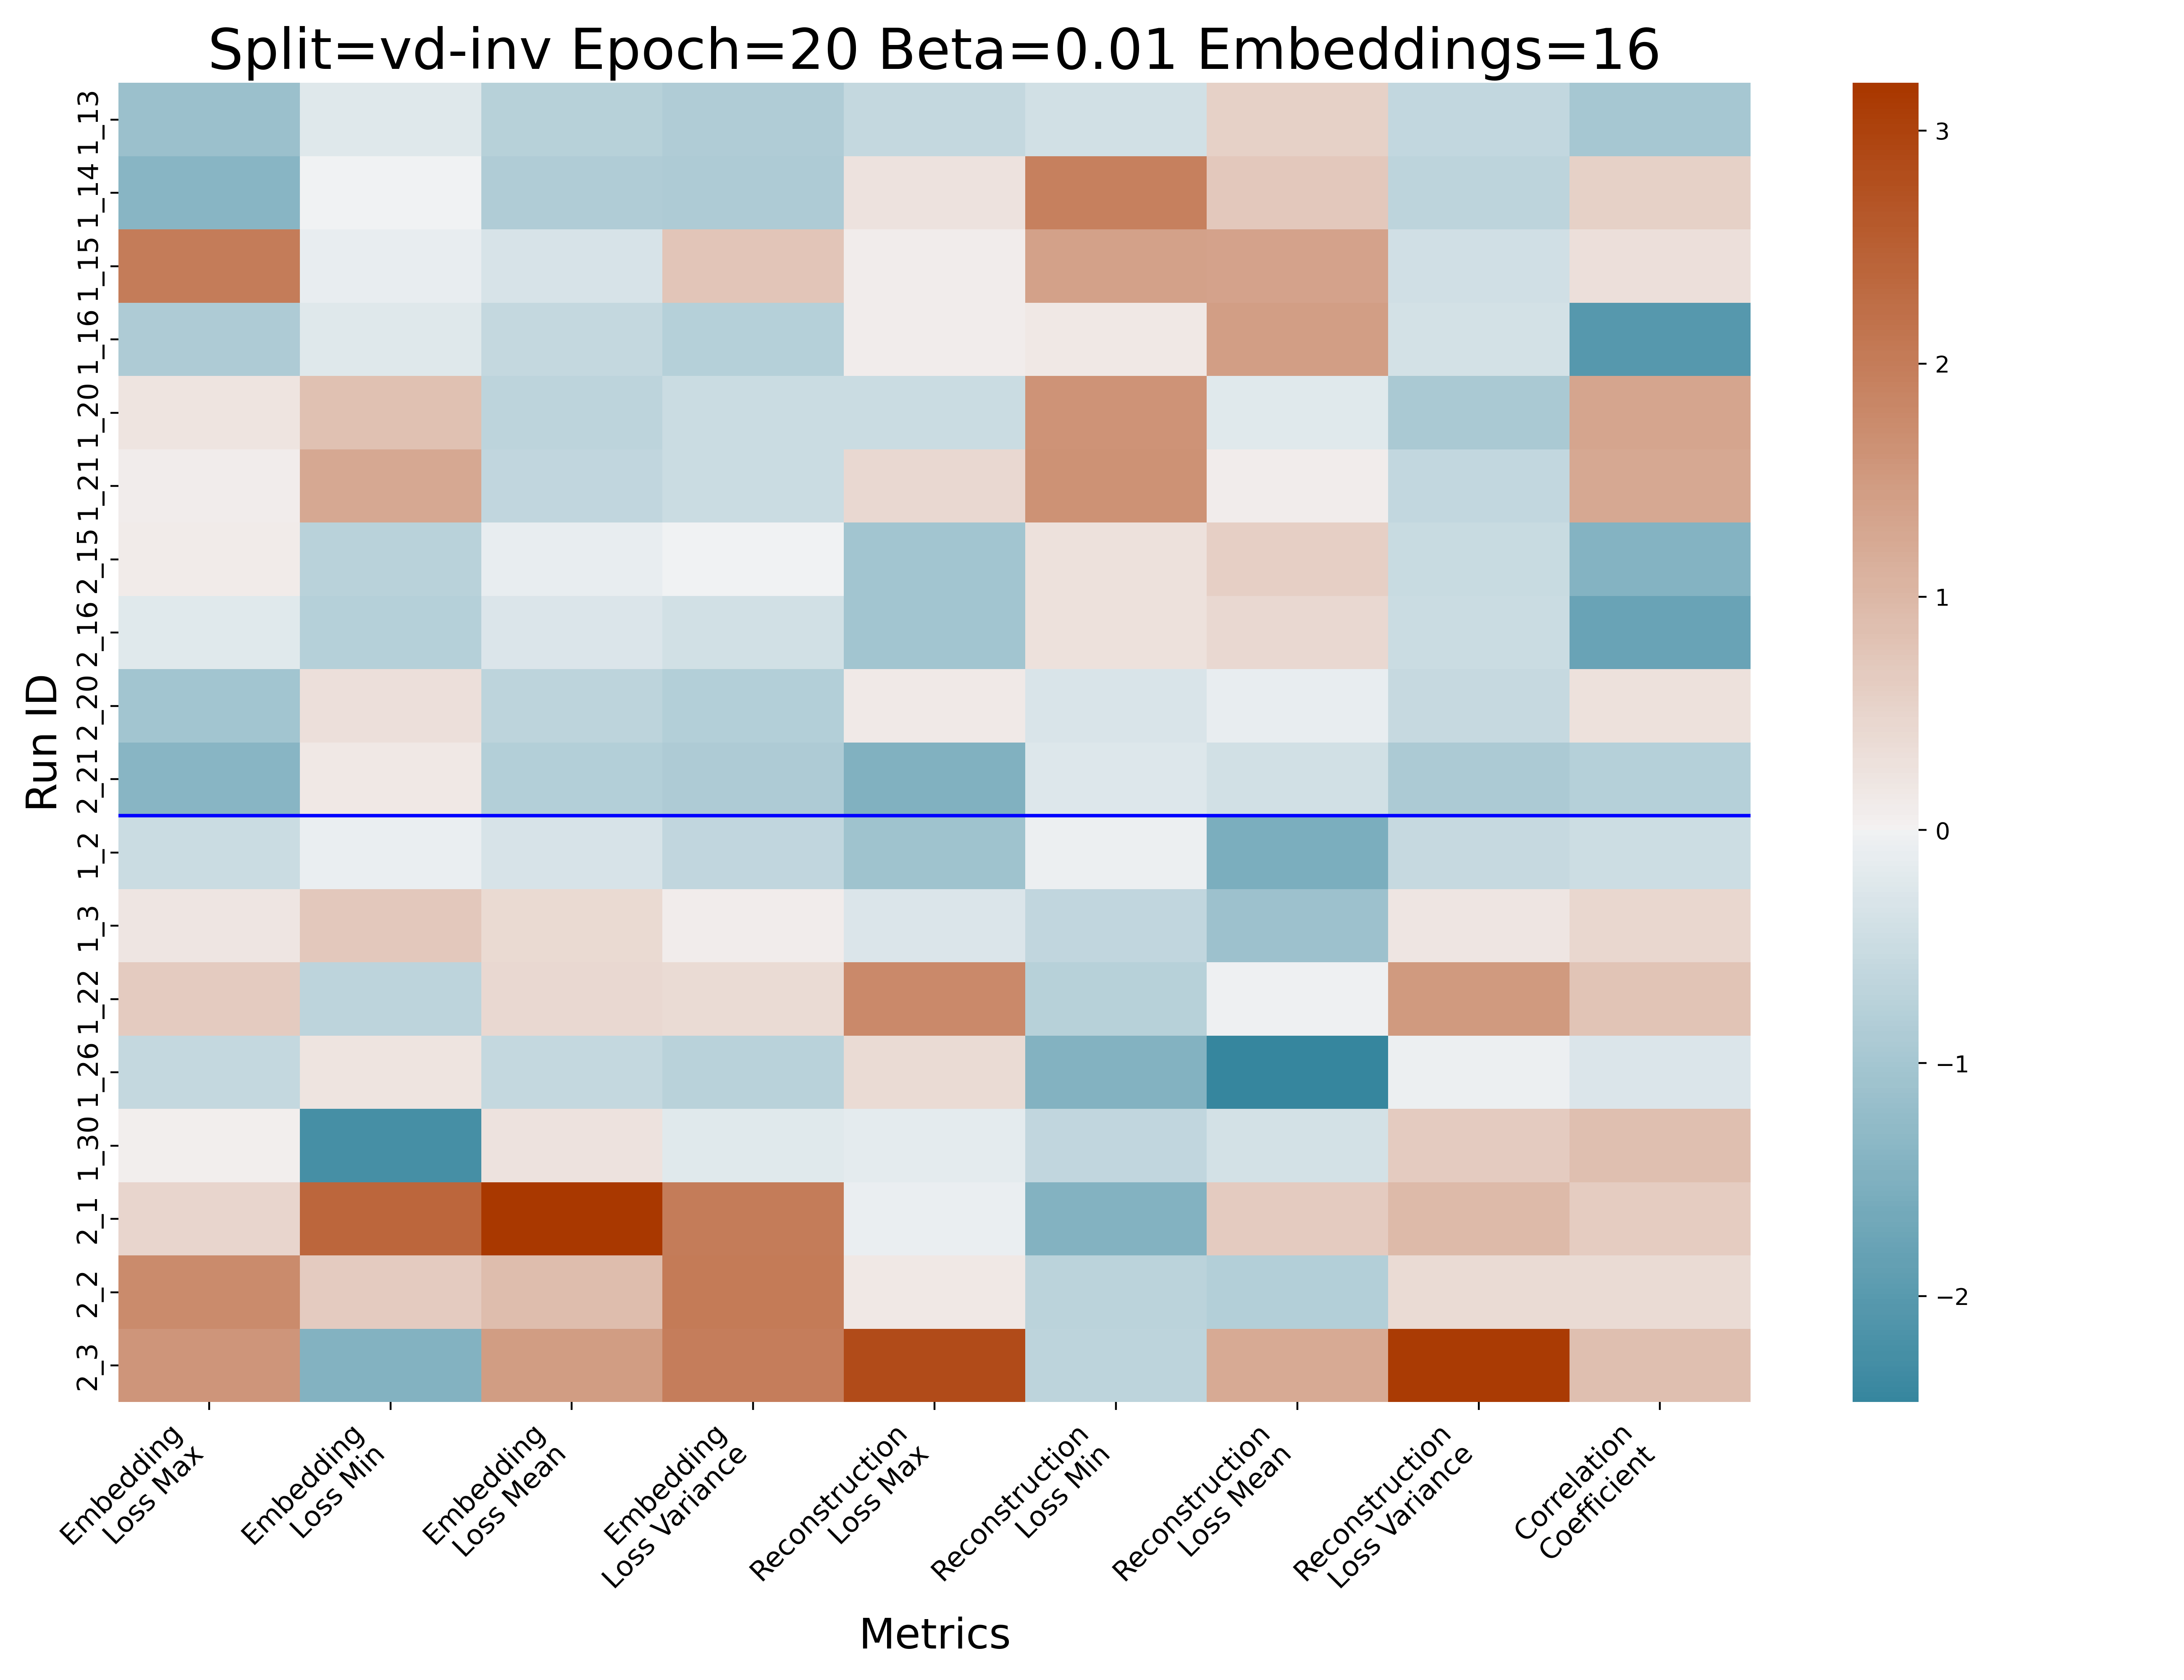 Split=vd-inv Epoch=20 Beta=0.01 Embeddings=16
Run ID
1_13
1_14
1_15
1_16
1_20
1_21
2_15
2_16
2_20
2_21
1_2
1_3
1_22
1_26
1_30
2_1
2_2
2_3
Embedding
Loss Max
Embedding
Loss Min
Embedding
Loss Mean
Embedding
Loss Variance
Reconstruction
Loss Max
Reconstruction
Loss Min
Reconstruction
Loss Mean
Reconstruction
Loss Variance
Correlation
Coefficient
Metrics
3
2
1
0
−1
−2